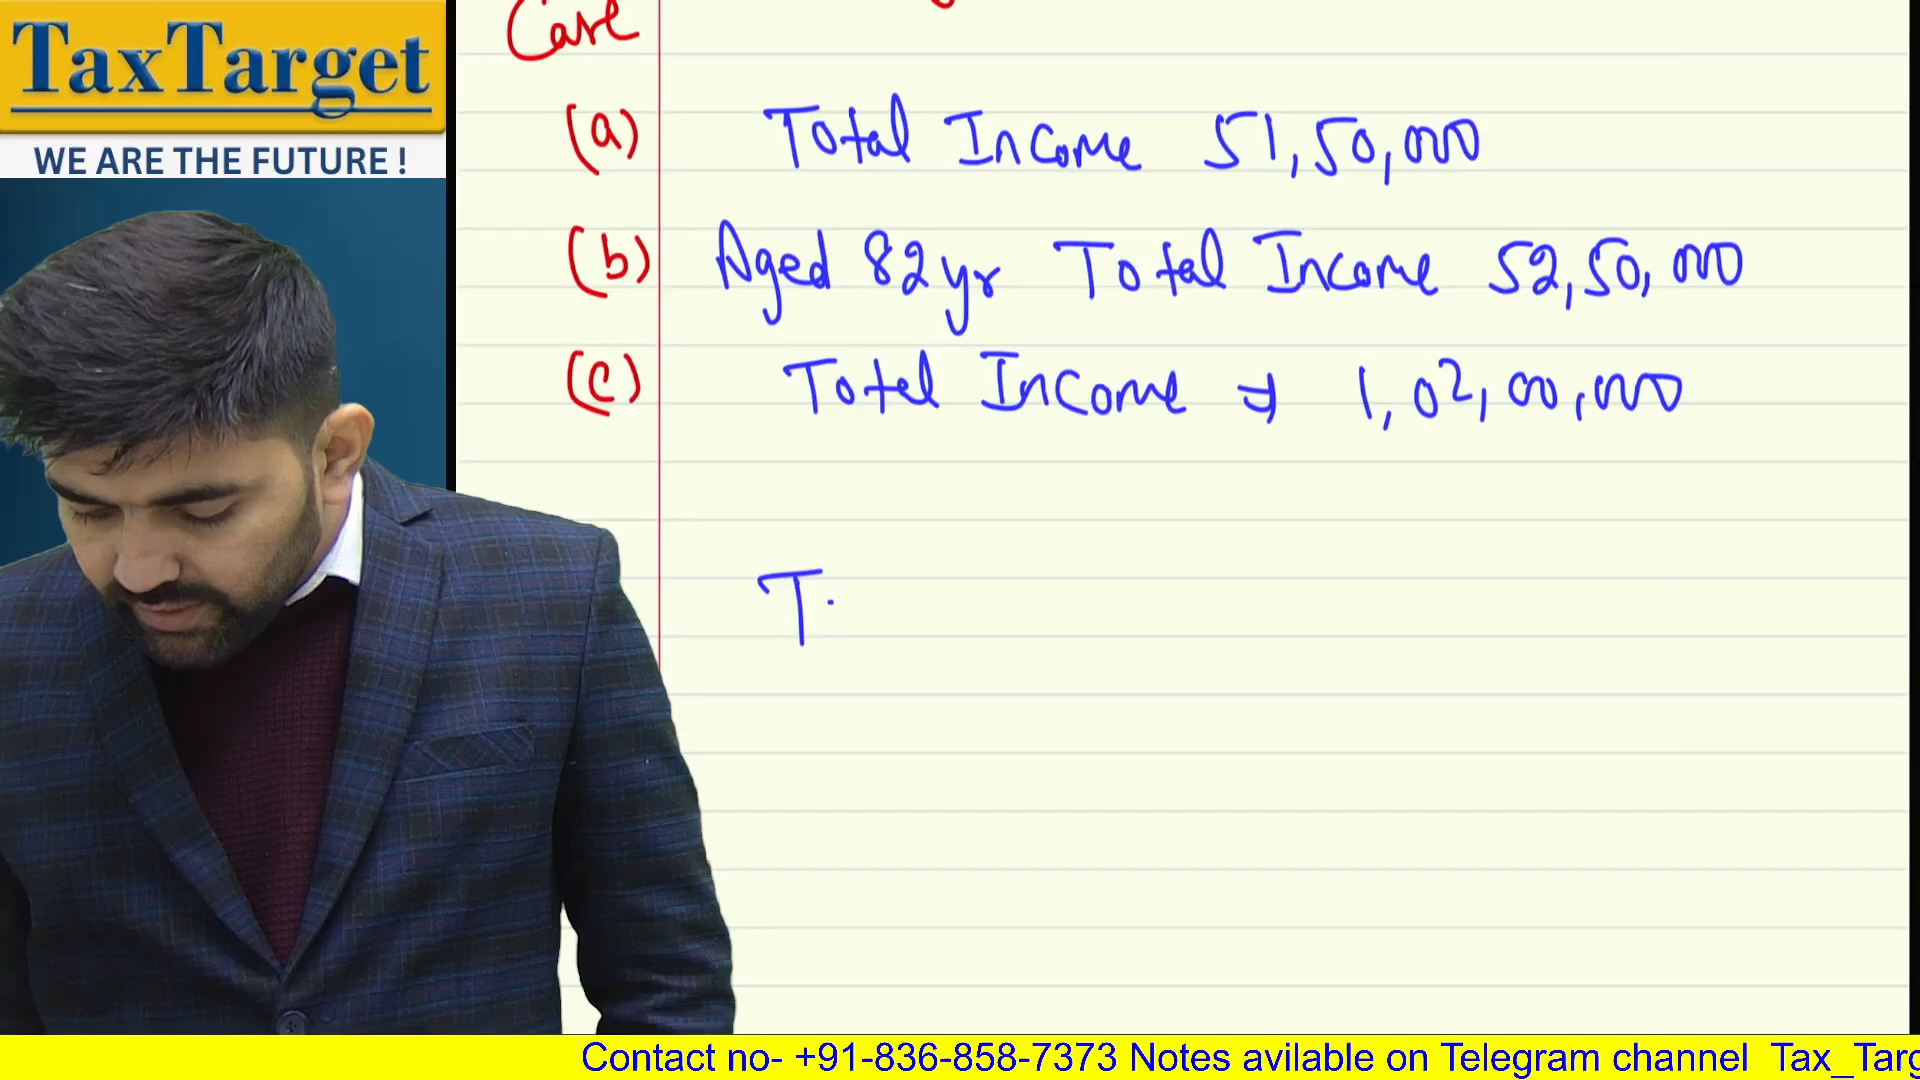 TaxTarget
WE ARE THE FUTURE !
Case
(a) Total Income 51,50,000
(b) Aged 82 yr Total Income 52,50,000
(c) Total Income ⇒ 1,02,00,000
T
Contact no- +91-836-858-7373 Notes avilable on Telegram channel Tax_Targ